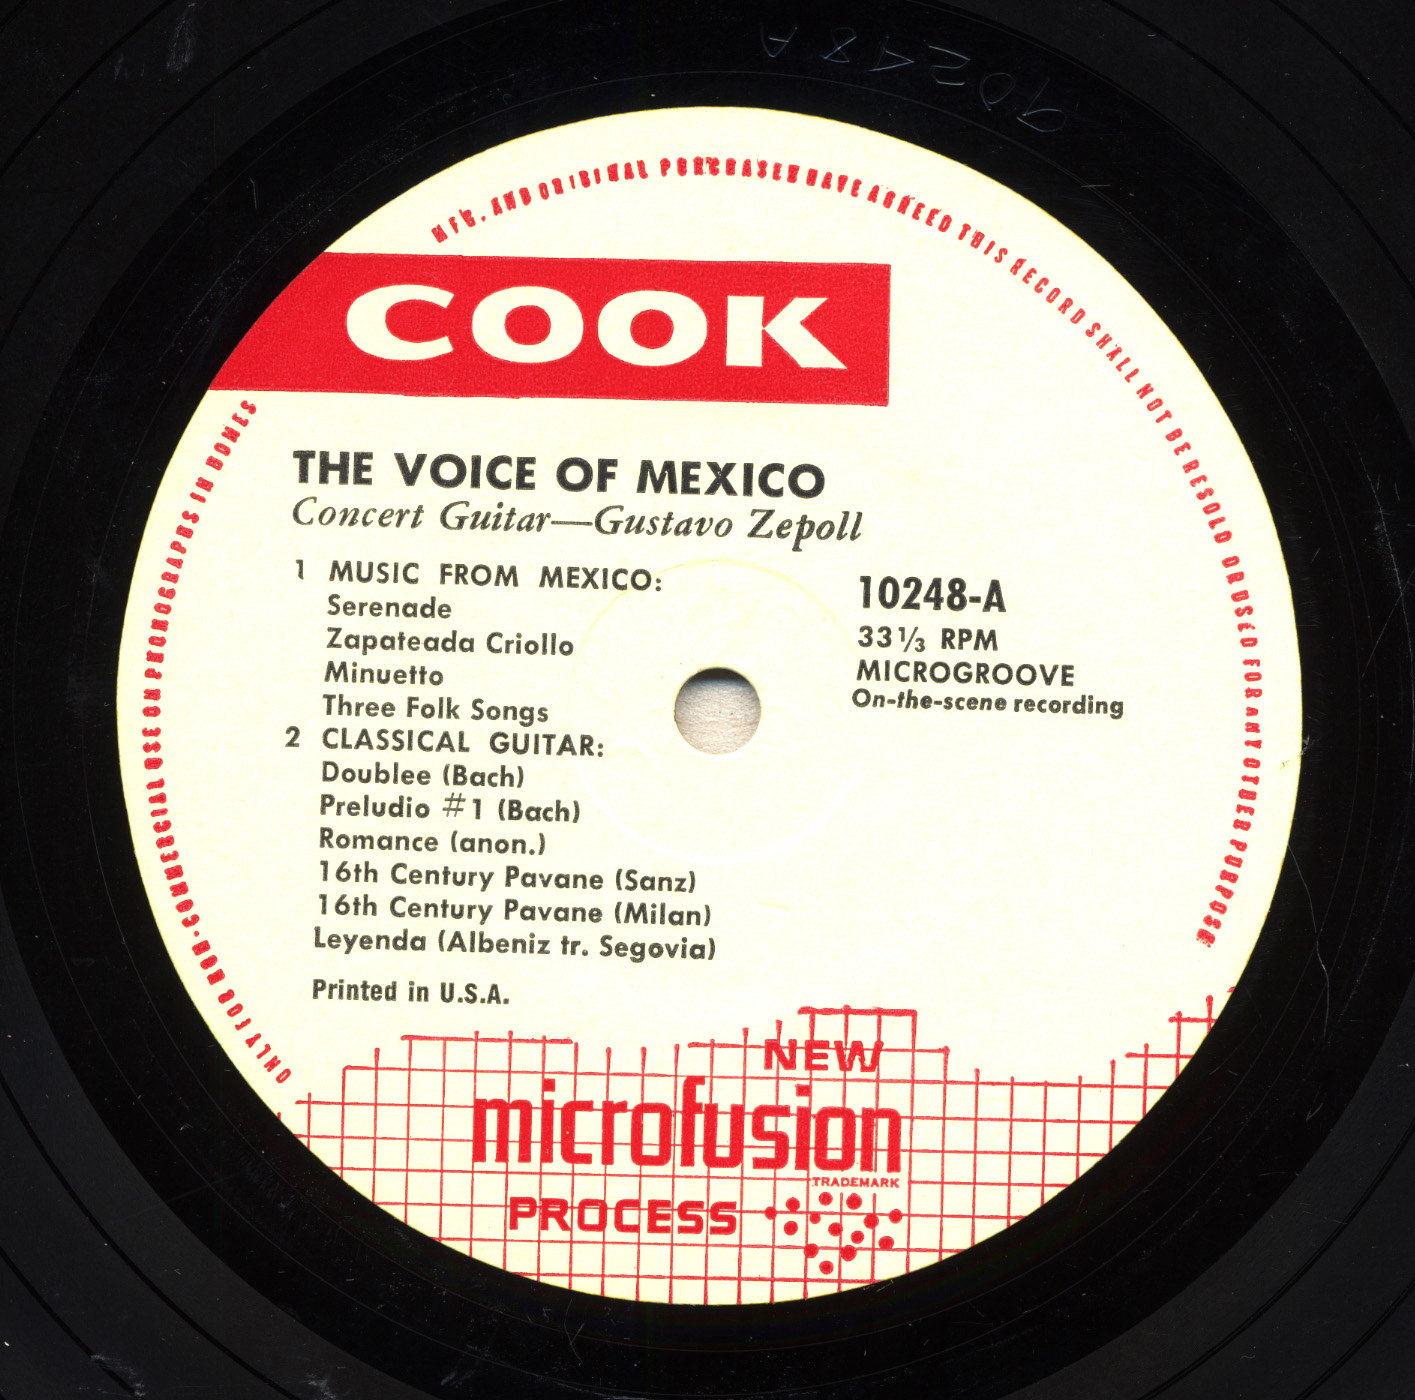 10248 A
MFG. AND ORIGINAL PURCHASER HAVE AGREED THIS RECORD SHALL NOT BE RESOLD OR USED FOR ANY OTHER PURPOSE
COOK
THE VOICE OF MEXICO
Concert Guitar—Gustavo Zepoll
1 MUSIC FROM MEXICO:
Serenade
Zapateada Criollo
Minuetto
Three Folk Songs
2 CLASSICAL GUITAR:
Doublee (Bach)
Preludio #1 (Bach)
Romance (anon.)
16th Century Pavane (Sanz)
16th Century Pavane (Milan)
Leyenda (Albeniz tr. Segovia)
Printed in U.S.A.
10248-A
33⅓ RPM
MICROGROOVE
On-the-scene recording
ONLY FOR NON-COMMERCIAL USE ON PHONOGRAPHS IN HOMES
NEW
microfusion
TRADEMARK
PROCESS